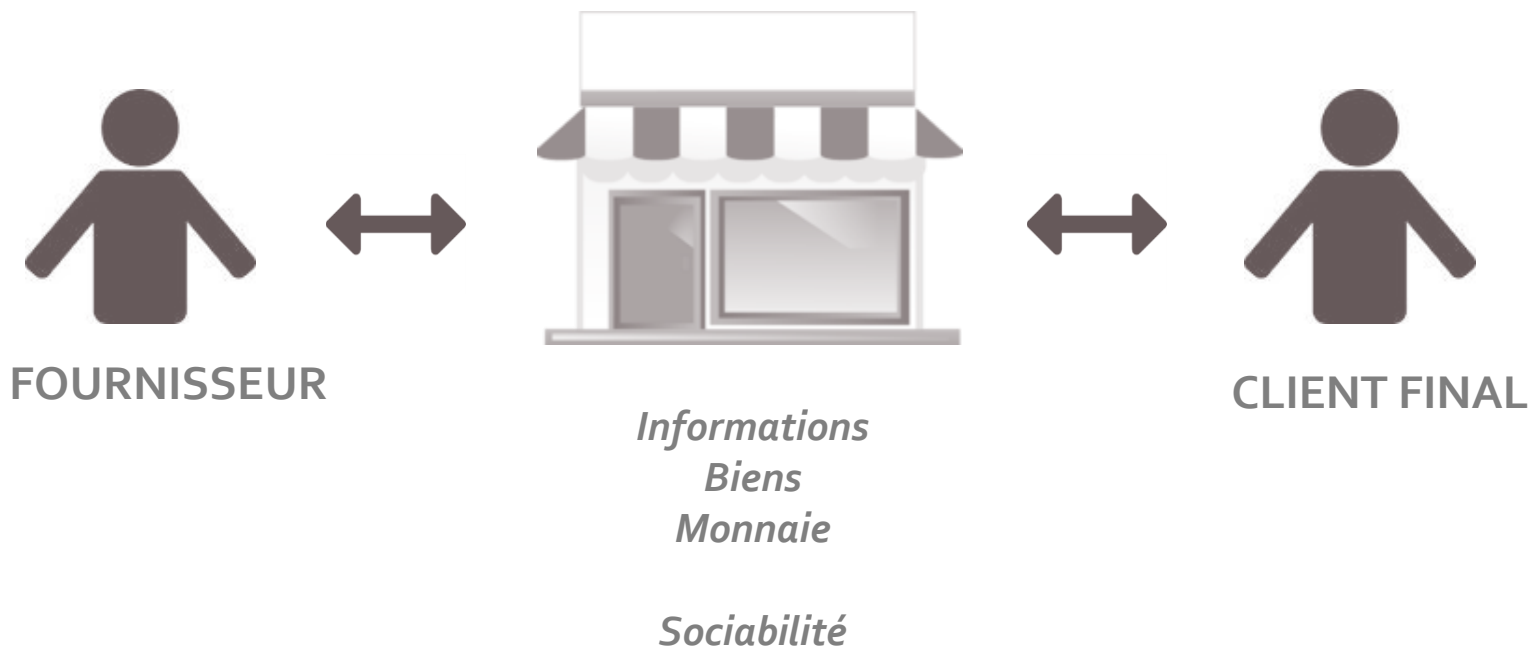 FOURNISSEUR
CLIENT FINAL
Informations
Biens
Monnaie
Sociabilité